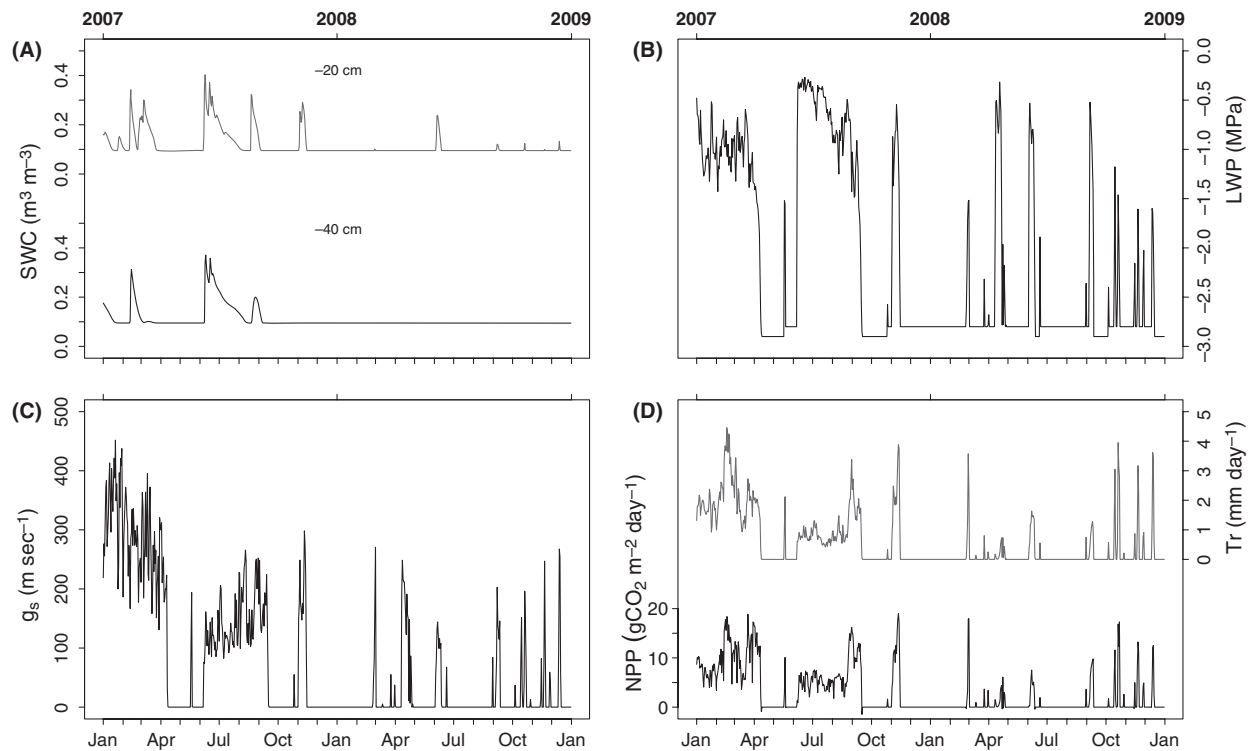 2007 2008 2009
2007 2008 2009
(A)
–20 cm
–40 cm
SWC (m³ m–³)
0.4
0.2
0.0
0.4
0.2
0.0
(B)
0.0
–0.5
–1.0
–1.5
–2.0
–2.5
–3.0
LWP (MPa)
(C)
500
400
300
200
100
0
gₛ (m sec–¹)
Jan Apr Jul Oct Jan Apr Jul Oct Jan
(D)
5
4
3
2
1
0
Tr (mm day–¹)
20
10
0
NPP (gCO₂ m–² day–¹)
Jan Apr Jul Oct Jan Apr Jul Oct Jan